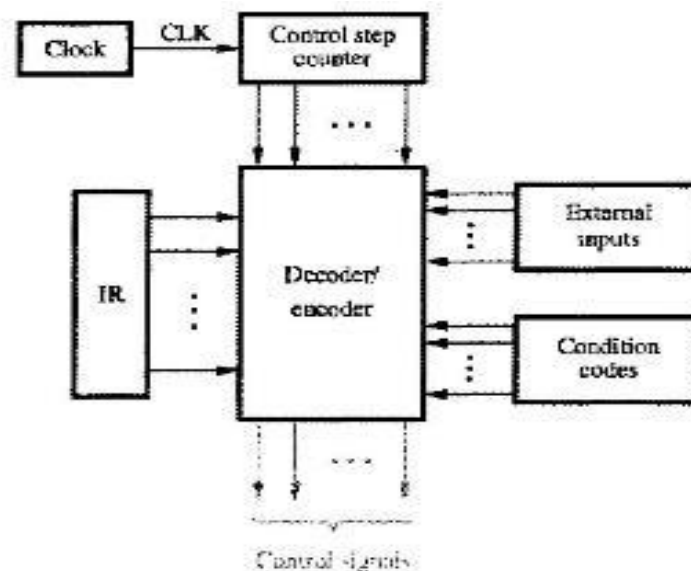 Clock
CLK
Control step
counter
IR
Decoder/
encoder
External
inputs
Condition
codes
Control signals